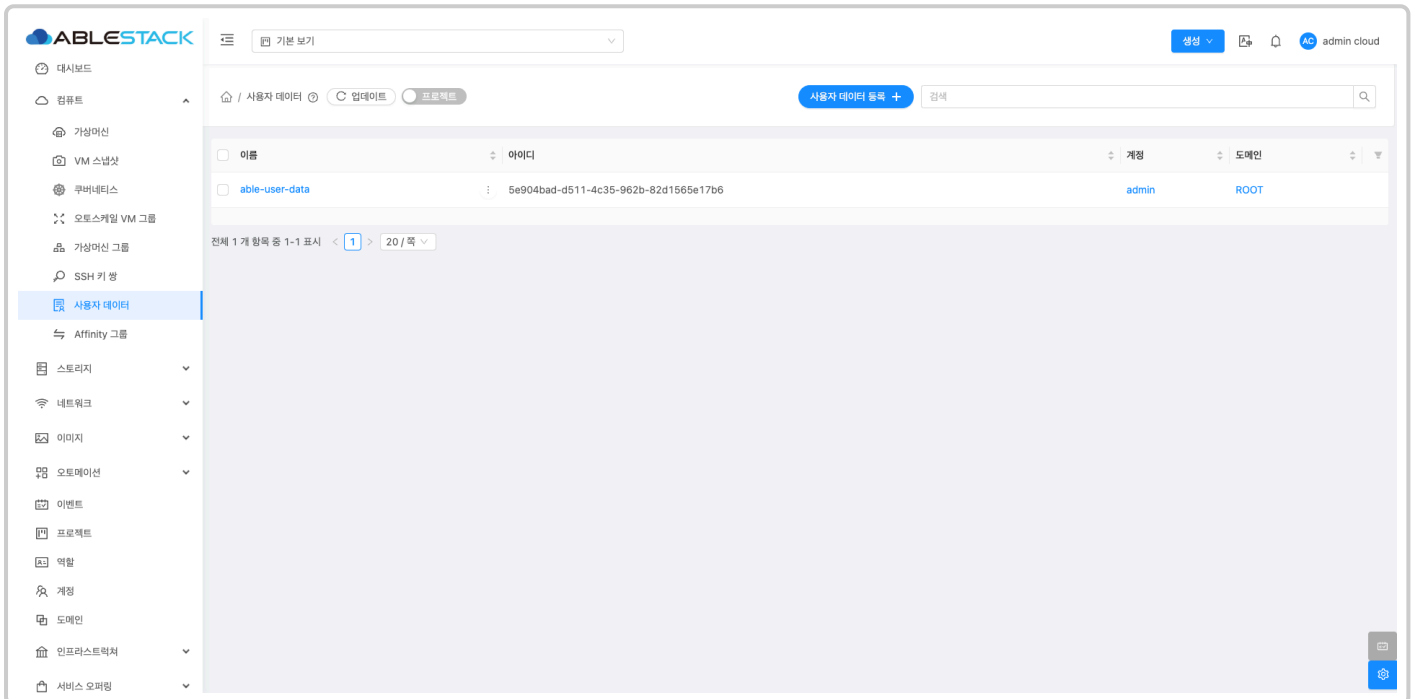 ABLESTACK
기본 보기
생성
AC
admin cloud
대시보드
컴퓨트
가상머신
VM 스냅샷
쿠버네티스
오토스케일 VM 그룹
가상머신 그룹
SSH 키 쌍
사용자 데이터
Affinity 그룹
스토리지
네트워크
이미지
오토메이션
이벤트
프로젝트
역할
계정
도메인
인프라스트럭쳐
서비스 오퍼링
/ 사용자 데이터
업데이트
프로젝트
사용자 데이터 등록 +
검색
이름 아이디 계정 도메인
able-user-data 5e904bad-d511-4c35-962b-82d1565e17b6 admin ROOT
전체 1 개 항목 중 1-1 표시 < 1 > 20 / 쪽